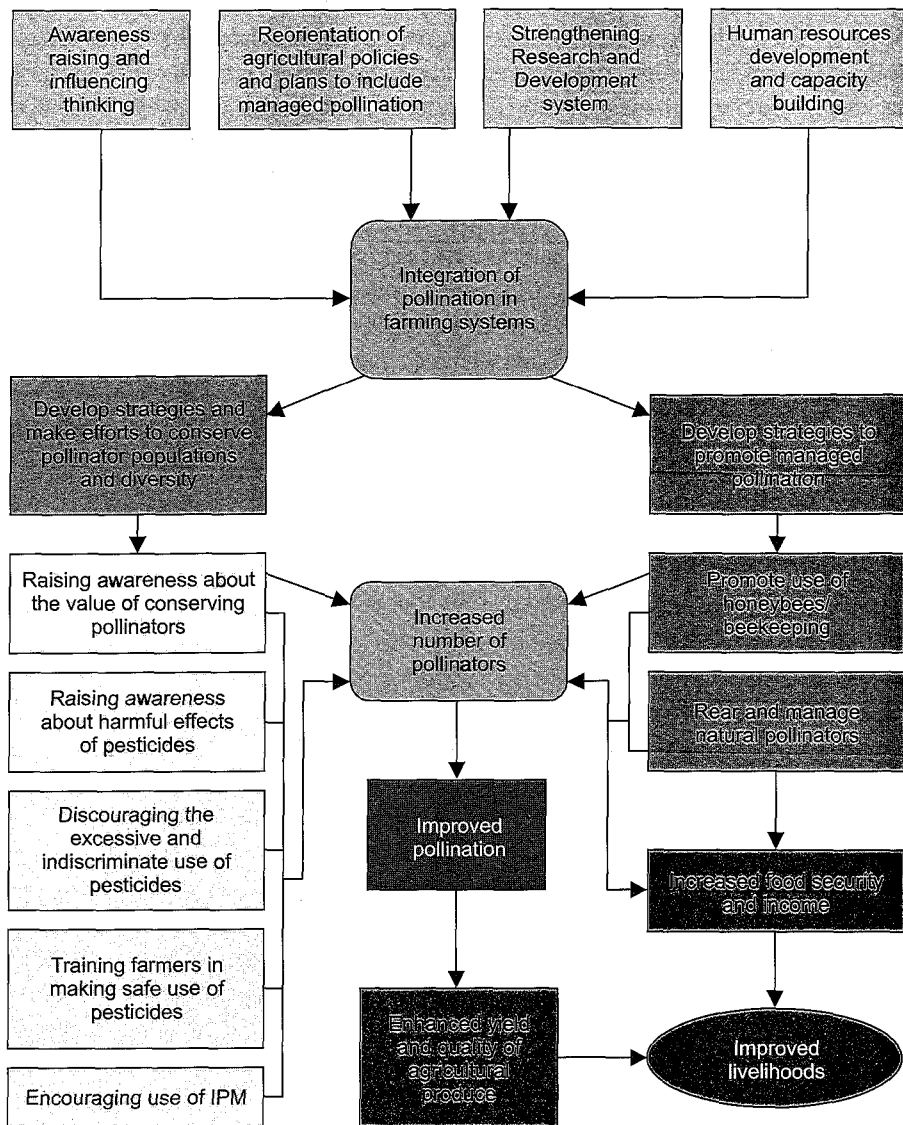 Awareness
raising and
influencing
thinking
Reorientation of
agricultural policies
and plans to include
managed pollination
Strengthening
Research and
Development
system
Human resources
development
and capacity
building
Integration of
pollination in
farming systems
Develop strategies and
make efforts to conserve
pollinator populations
and diversity
Develop strategies to
promote managed
pollination
Raising awareness about
the value of conserving
pollinators
Increased
number of
pollinators
Promote use of
honeybees/
beekeeping
Raising awareness
about harmful effects
of pesticides
Rear and manage
natural pollinators
Discouraging the
excessive and
indiscriminate use of
pesticides
Improved
pollination
Increased food security
and income
Training farmers in
making safe use of
pesticides
Enhanced yield
and quality of
agricultural
produce
Improved
livelihoods
Encouraging use of IPM